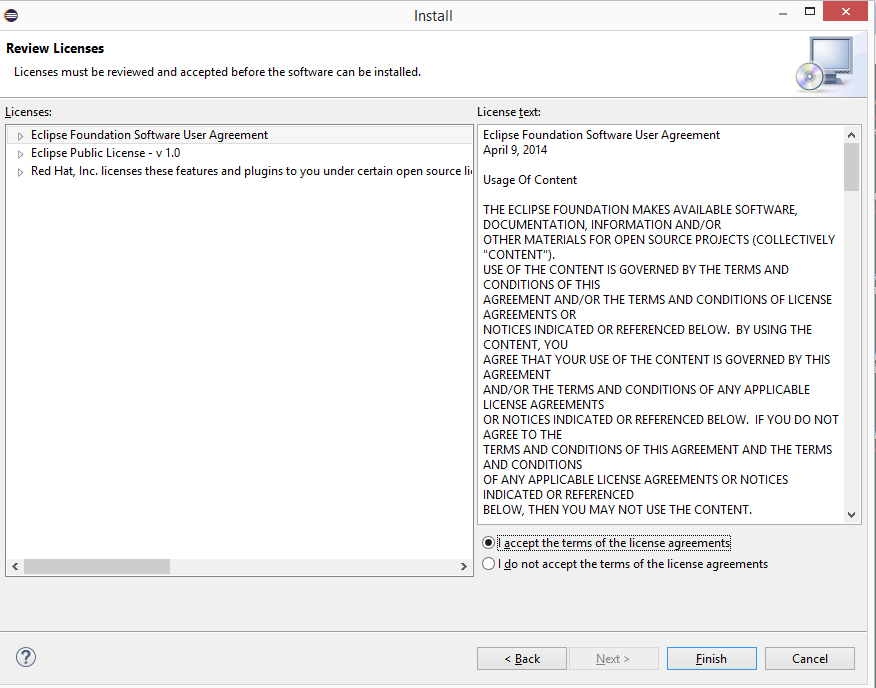 Install
Review Licenses
Licenses must be reviewed and accepted before the software can be installed.
Licenses:
Eclipse Foundation Software User Agreement
Eclipse Public License - v 1.0
Red Hat, Inc. licenses these features and plugins to you under certain open source li
License text:
Eclipse Foundation Software User Agreement
April 9, 2014
Usage Of Content
THE ECLIPSE FOUNDATION MAKES AVAILABLE SOFTWARE,
DOCUMENTATION, INFORMATION AND/OR
OTHER MATERIALS FOR OPEN SOURCE PROJECTS (COLLECTIVELY
"CONTENT").
USE OF THE CONTENT IS GOVERNED BY THE TERMS AND
CONDITIONS OF THIS
AGREEMENT AND/OR THE TERMS AND CONDITIONS OF LICENSE
AGREEMENTS OR
NOTICES INDICATED OR REFERENCED BELOW.  BY USING THE
CONTENT, YOU
AGREE THAT YOUR USE OF THE CONTENT IS GOVERNED BY THIS
AGREEMENT
AND/OR THE TERMS AND CONDITIONS OF ANY APPLICABLE
LICENSE AGREEMENTS
OR NOTICES INDICATED OR REFERENCED BELOW.  IF YOU DO NOT
AGREE TO THE
TERMS AND CONDITIONS OF THIS AGREEMENT AND THE TERMS
AND CONDITIONS
OF ANY APPLICABLE LICENSE AGREEMENTS OR NOTICES
INDICATED OR REFERENCED
BELOW, THEN YOU MAY NOT USE THE CONTENT.
I accept the terms of the license agreements
I do not accept the terms of the license agreements
?
< Back
Next >
Finish
Cancel